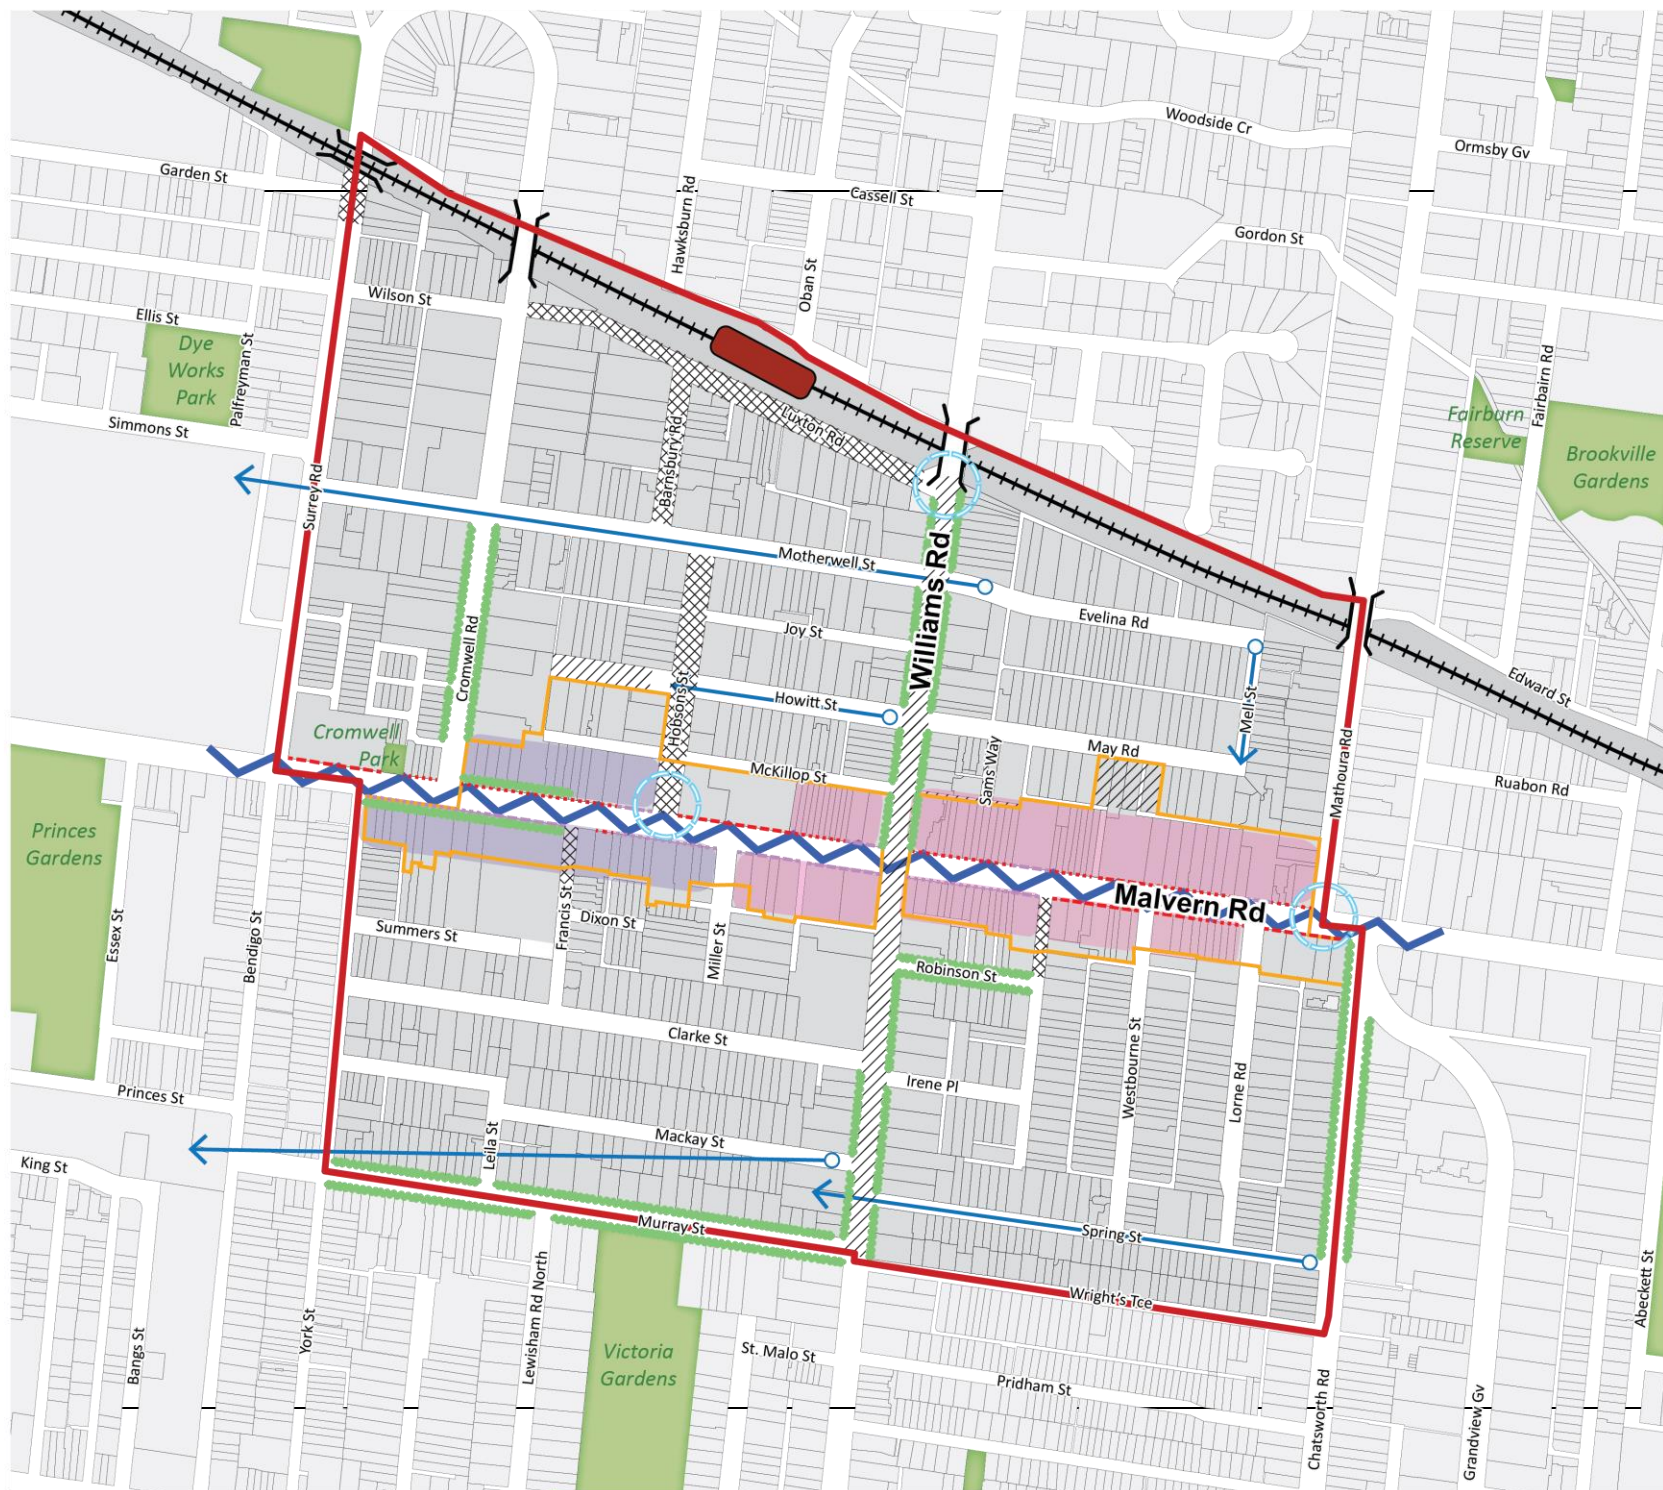 Woodside Cr
Ormsby Gv
Garden St
Cassell St
Hawksburn Rd
Gordon St
Oban St
Wilson St
Ellis St
Dye
Works
Park
Palfreyman St
Fairbairn Rd
Simmons St
Luxton Rd
Fairburn
Reserve
Brookville
Gardens
Barnsbury Rd
Surrey Rd
Motherwell St
Williams Rd
Evelina Rd
Joy St
Cromwell Rd
Edward St
Howitt St
Hobsons St
Mell St
Cromwell
Park
May Rd
Sams Way
McKillop St
Mathoura Rd
Ruabon Rd
Princes
Gardens
Malvern Rd
Essex St
Bendigo St
Francis St
Dixon St
Summers St
Miller St
Robinson St
Clarke St
Westbourne St
Irene Pl
Lorne Rd
Princes St
Mackay St
Leila St
King St
Murray St
Spring St
Wright's Tce
Abeckett St
Lewisham Rd North
York St
Bangs St
Victoria
Gardens
St. Malo St
Pridham St
Chatsworth Rd
Grandview Gv